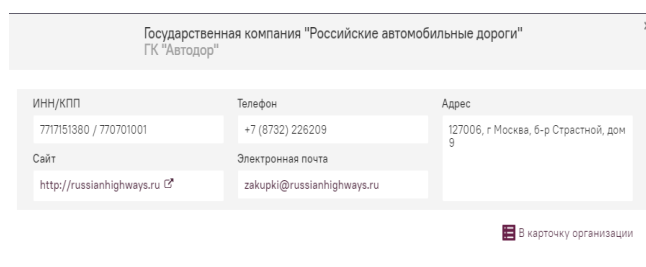 Государственная компания "Российские автомобильные дороги"
ГК "Автодор"
ИНН/КПП
7717151380 / 770701001
Телефон
+7 (8732) 226209
Адрес
127006, г Москва, б-р Страстной, дом
9
Сайт
http://russianhighways.ru
Электронная почта
zakupki@russianhighways.ru
В карточку организации